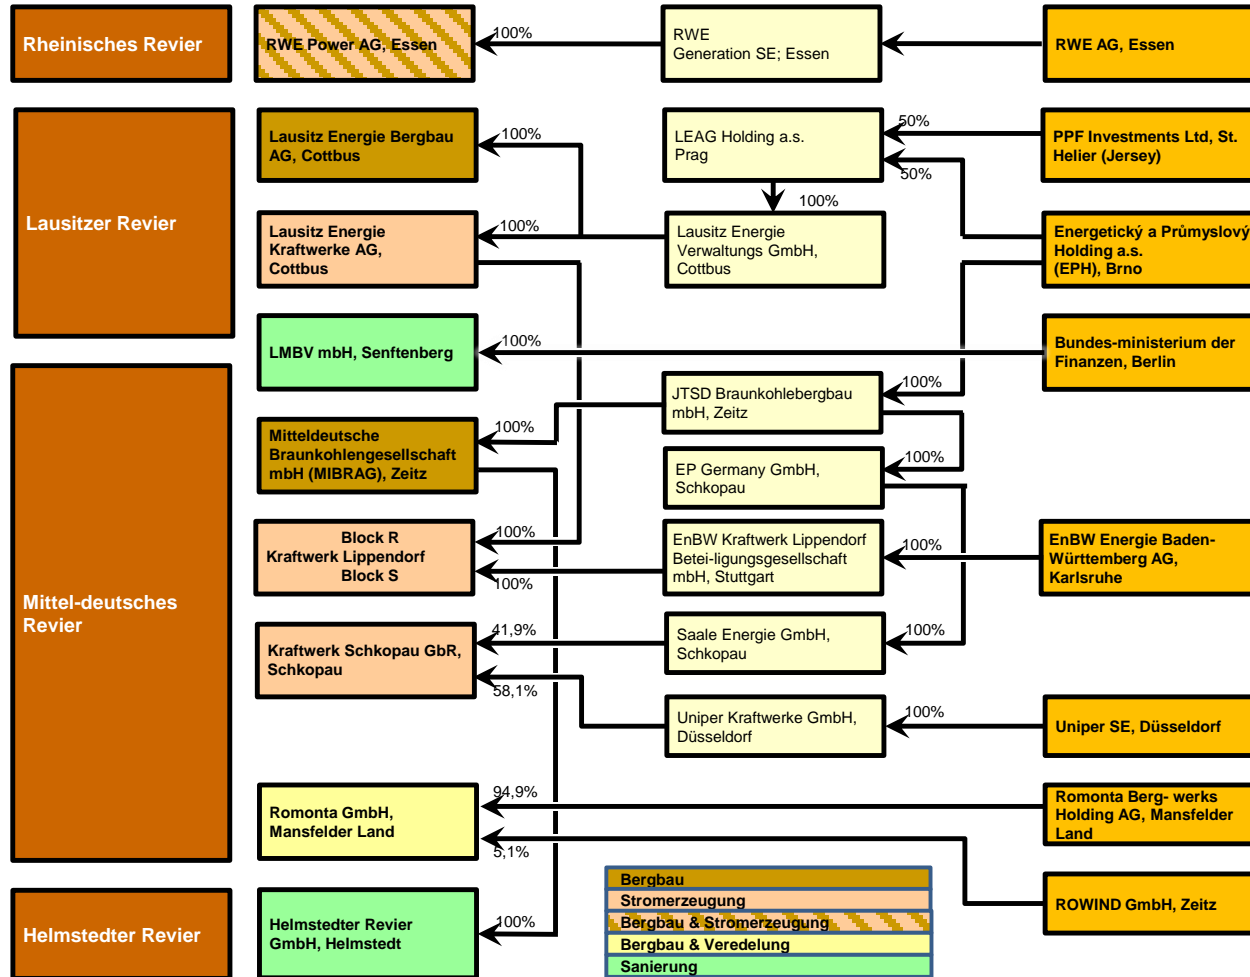 Rheinisches Revier
RWE Power AG, Essen
100%
RWE
Generation SE; Essen
RWE AG, Essen
Lausitzer Revier
Lausitz Energie Bergbau
AG, Cottbus
100%
LEAG Holding a.s.
Prag
50%
50%
PPF Investments Ltd, St.
Helier (Jersey)
100%
Lausitz Energie
Kraftwerke AG,
Cottbus
100%
Lausitz Energie
Verwaltungs GmbH,
Cottbus
Energetický a Průmyslový
Holding a.s.
(EPH), Brno
LMBV mbH, Senftenberg
100%
Bundes-ministerium der
Finanzen, Berlin
Mittel-deutsches
Revier
JTSD Braunkohlebergbau
mbH, Zeitz
100%
Mitteldeutsche
Braunkohlengesellschaft
mbH (MIBRAG), Zeitz
100%
EP Germany GmbH,
Schkopau
100%
Block R
Kraftwerk Lippendorf
Block S
100%
100%
EnBW Kraftwerk Lippendorf
Betei-ligungsgesellschaft
mbH, Stuttgart
100%
EnBW Energie Baden-
Württemberg AG,
Karlsruhe
Kraftwerk Schkopau GbR,
Schkopau
41,9%
58,1%
Saale Energie GmbH,
Schkopau
100%
Uniper Kraftwerke GmbH,
Düsseldorf
100%
Uniper SE, Düsseldorf
Romonta GmbH,
Mansfelder Land
94,9%
5,1%
Romonta Berg- werks
Holding AG, Mansfelder
Land
ROWIND GmbH, Zeitz
Helmstedter Revier
Helmstedter Revier
GmbH, Helmstedt
100%
Bergbau
Stromerzeugung
Bergbau & Stromerzeugung
Bergbau & Veredelung
Sanierung